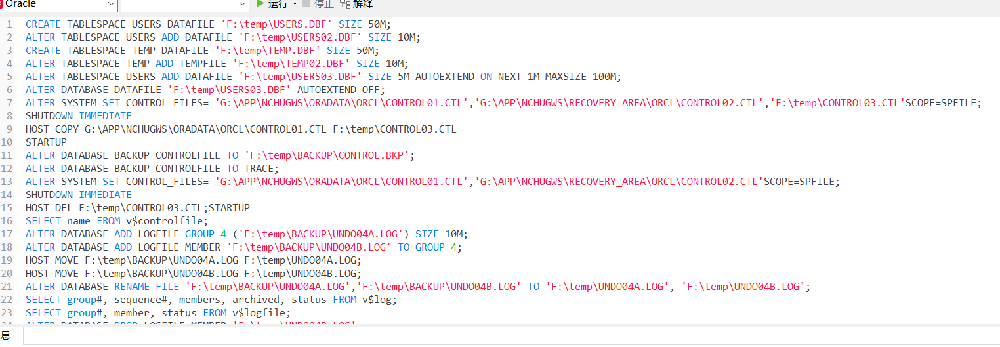 Oracle 运行 停止 解释
1 CREATE TABLESPACE USERS DATAFILE 'F:\temp\USERS.DBF' SIZE 50M;
2 ALTER TABLESPACE USERS ADD DATAFILE 'F:\temp\USERS02.DBF' SIZE 10M;
3 CREATE TABLESPACE TEMP DATAFILE 'F:\temp\TEMP.DBF' SIZE 50M;
4 ALTER TABLESPACE TEMP ADD TEMPFILE 'F:\temp\TEMP02.DBF' SIZE 10M;
5 ALTER TABLESPACE USERS ADD DATAFILE 'F:\temp\USERS03.DBF' SIZE 5M AUTOEXTEND ON NEXT 1M MAXSIZE 100M;
6 ALTER DATABASE DATAFILE 'F:\temp\USERS03.DBF' AUTOEXTEND OFF;
7 ALTER SYSTEM SET CONTROL_FILES= 'G:\APP\NCHUGWS\ORADATA\ORCL\CONTROL01.CTL','G:\APP\NCHUGWS\RECOVERY_AREA\ORCL\CONTROL02.CTL','F:\temp\CONTROL03.CTL'SCOPE=SPFILE;
8 SHUTDOWN IMMEDIATE
9 HOST COPY G:\APP\NCHUGWS\ORADATA\ORCL\CONTROL01.CTL F:\temp\CONTROL03.CTL
10 STARTUP
11 ALTER DATABASE BACKUP CONTROLFILE TO 'F:\temp\BACKUP\CONTROL.BKP';
12 ALTER DATABASE BACKUP CONTROLFILE TO TRACE;
13 ALTER SYSTEM SET CONTROL_FILES= 'G:\APP\NCHUGWS\ORADATA\ORCL\CONTROL01.CTL','G:\APP\NCHUGWS\RECOVERY_AREA\ORCL\CONTROL02.CTL'SCOPE=SPFILE;
14 SHUTDOWN IMMEDIATE
15 HOST DEL F:\temp\CONTROL03.CTL;STARTUP
16 SELECT name FROM v$controlfile;
17 ALTER DATABASE ADD LOGFILE GROUP 4 ('F:\temp\BACKUP\UNDO04A.LOG') SIZE 10M;
18 ALTER DATABASE ADD LOGFILE MEMBER 'F:\temp\BACKUP\UNDO04B.LOG' TO GROUP 4;
19 HOST MOVE F:\temp\BACKUP\UNDO04A.LOG F:\temp\UNDO04A.LOG;
20 HOST MOVE F:\temp\BACKUP\UNDO04B.LOG F:\temp\UNDO04B.LOG;
21 ALTER DATABASE RENAME FILE 'F:\temp\BACKUP\UNDO04A.LOG','F:\temp\BACKUP\UNDO04B.LOG' TO 'F:\temp\UNDO04A.LOG', 'F:\temp\UNDO04B.LOG';
22 SELECT group#, sequence#, members, archived, status FROM v$log;
23 SELECT group#, member, status FROM v$logfile;
24 ALTER DATABASE DROP LOGFILE MEMBER 'F:\temp\UNDO04B.LOG'
息